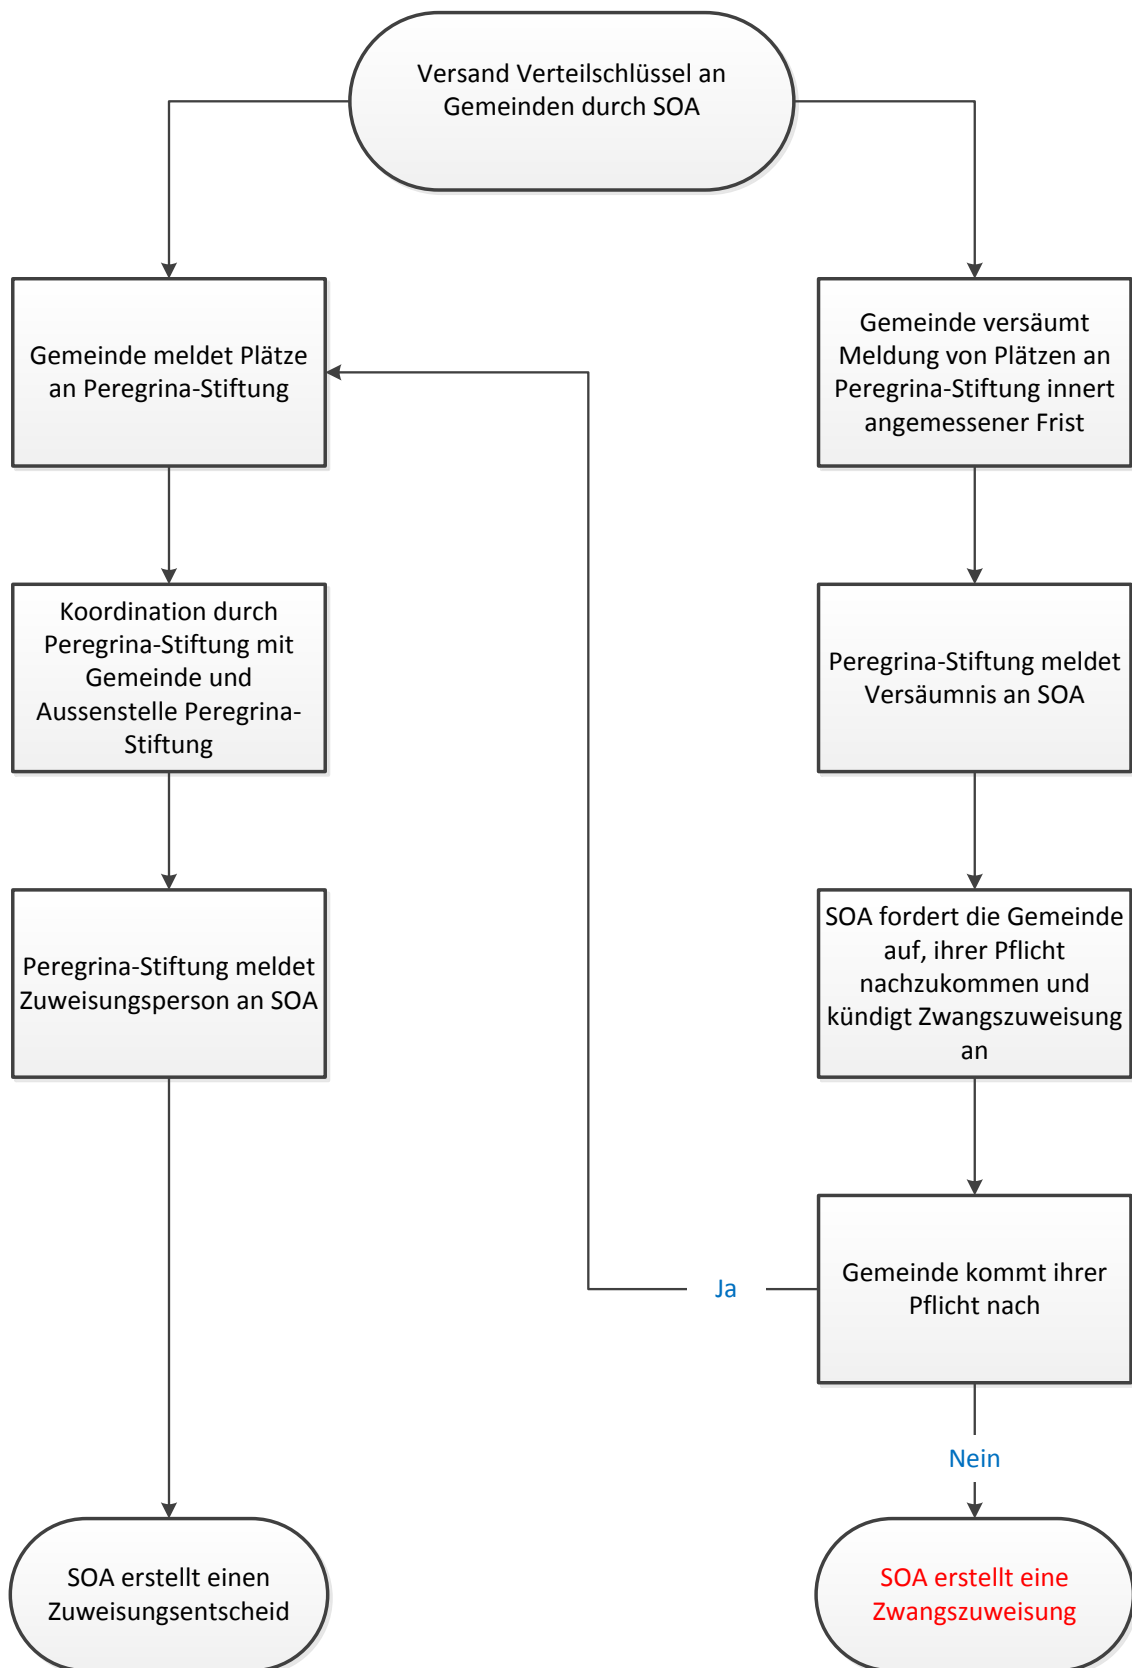 Versand Verteilschlüssel an
Gemeinden durch SOA
Gemeinde meldet Plätze
an Peregrina-Stiftung
Gemeinde versäumt
Meldung von Plätzen an
Peregrina-Stiftung innert
angemessener Frist
Koordination durch
Peregrina-Stiftung mit
Gemeinde und
Aussenstelle Peregrina-
Stiftung
Peregrina-Stiftung meldet
Versäumnis an SOA
Peregrina-Stiftung meldet
Zuweisungsperson an SOA
SOA fordert die Gemeinde
auf, ihrer Pflicht
nachzukommen und
kündigt Zwangszuweisung
an
Gemeinde kommt ihrer
Pflicht nach
Ja
Nein
SOA erstellt einen
Zuweisungsentscheid
SOA erstellt eine
Zwangszuweisung